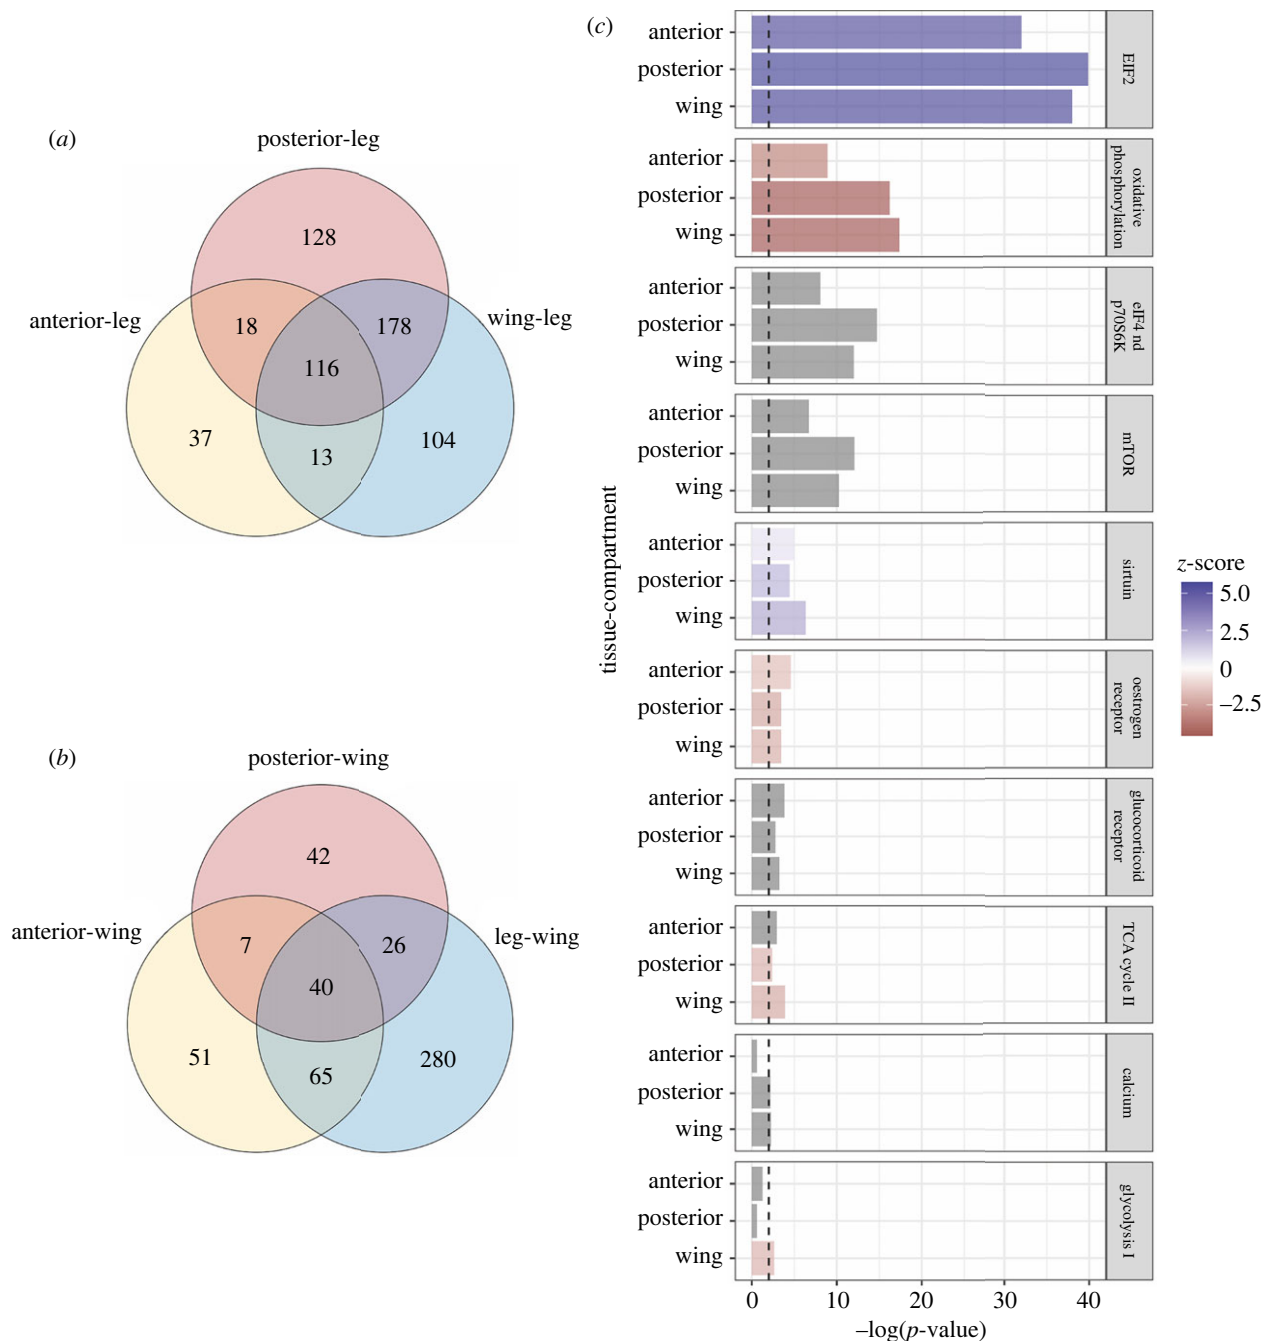 (a)
posterior-leg
128
anterior-leg
18
178
wing-leg
116
37
13
104
(b)
posterior-wing
42
anterior-wing
7
26
leg-wing
40
51
65
280
(c)
tissue-compartment
anterior
posterior
wing
EIF2
anterior
posterior
wing
oxidative
phosphorylation
anterior
posterior
wing
eIF4 nd
p70S6K
anterior
posterior
wing
mTOR
anterior
posterior
wing
sirtuin
anterior
posterior
wing
oestrogen
receptor
anterior
posterior
wing
glucocorticoid
receptor
anterior
posterior
wing
TCA cycle II
anterior
posterior
wing
calcium
anterior
posterior
wing
glycolysis I
0 10 20 30 40
–log(p-value)
z-score
5.0
2.5
0
–2.5